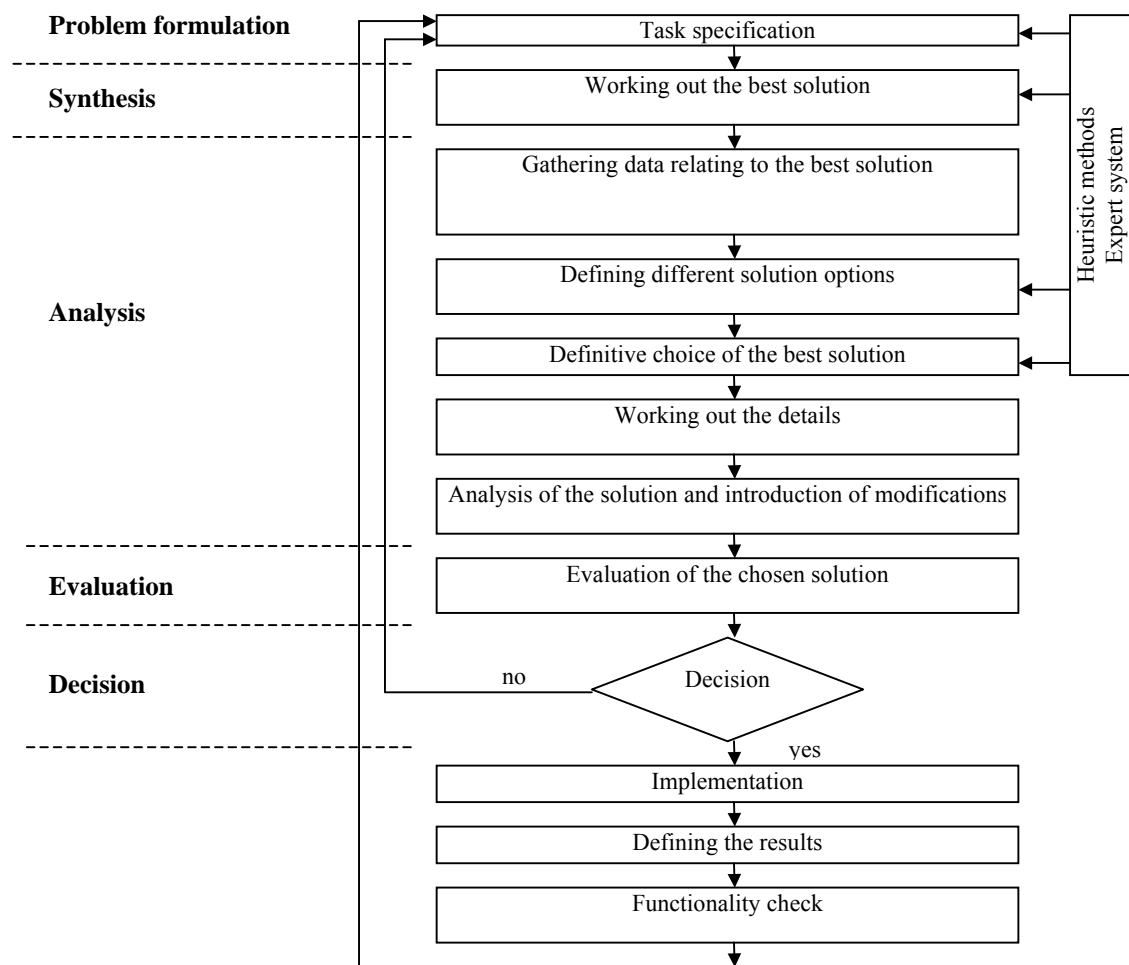 Problem formulation
Task specification
Synthesis
Working out the best solution
Gathering data relating to the best solution
Heuristic methods
Expert system
Defining different solution options
Analysis
Definitive choice of the best solution
Working out the details
Analysis of the solution and introduction of modifications
Evaluation
Evaluation of the chosen solution
Decision
no
Decision
yes
Implementation
Defining the results
Functionality check